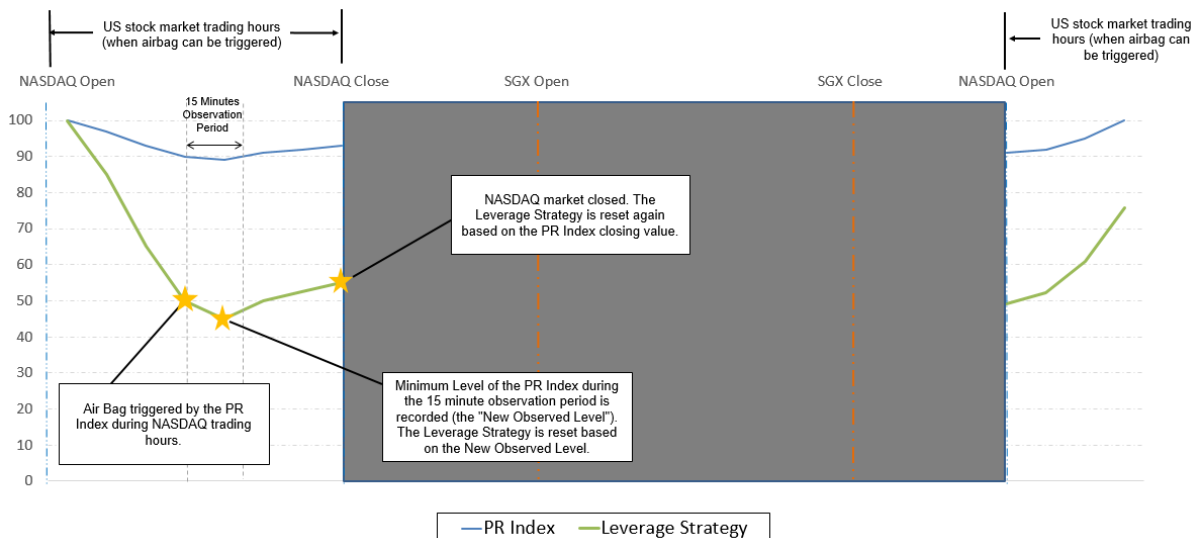 US stock market trading hours
(when airbag can be triggered)
US stock market trading
hours (when airbag can
be triggered)
NASDAQ Open
NASDAQ Close
SGX Open
SGX Close
NASDAQ Open
15 Minutes
Observation
Period
100
90
80
70
60
50
40
30
20
10
0
NASDAQ market closed. The
Leverage Strategy is reset again
based on the PR Index closing value.
Air Bag triggered by the PR
Index during NASDAQ trading
hours.
Minimum Level of the PR Index during
the 15 minute observation period is
recorded (the "New Observed Level").
The Leverage Strategy is reset based
on the New Observed Level.
PR Index
Leverage Strategy